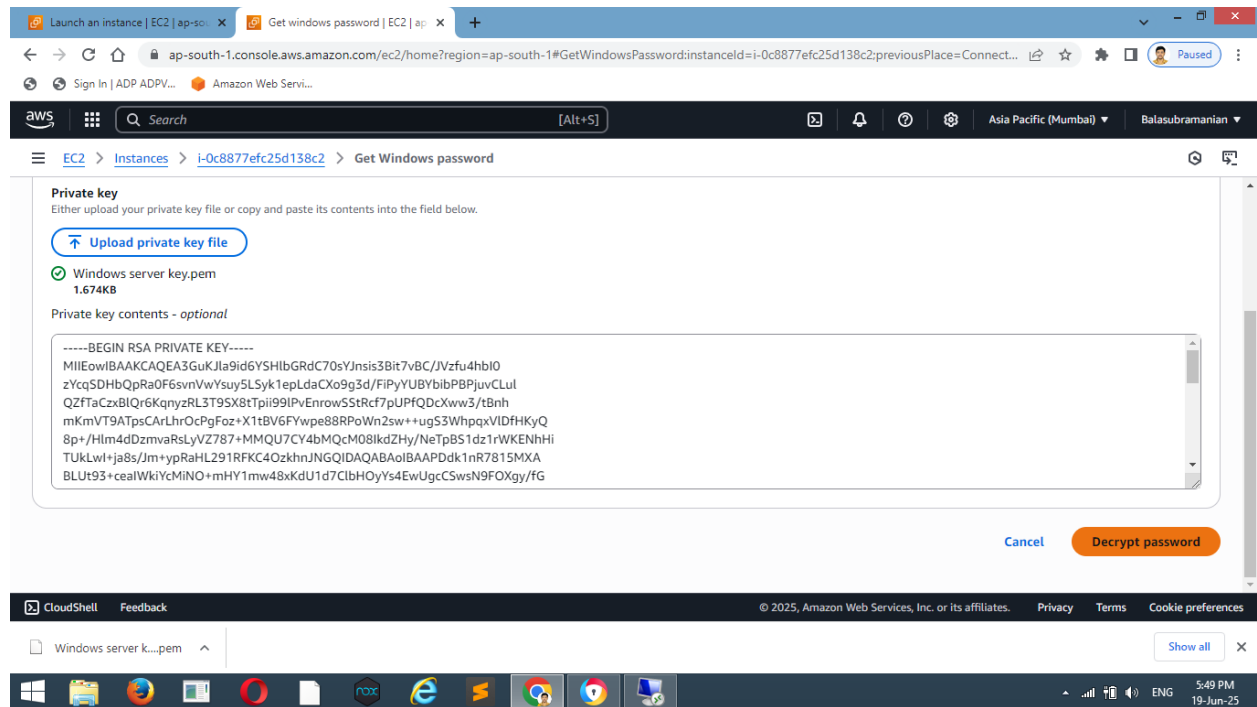 Launch an instance | EC2 | ap-sou
Get windows password | EC2 | ap
ap-south-1.console.aws.amazon.com/ec2/home?region=ap-south-1#GetWindowsPassword:instanceId=i-0c8877efc25d138c2;previousPlace=Connect...
Paused
Sign In | ADP ADPV...
Amazon Web Servi...
aws
Search
[Alt+S]
Asia Pacific (Mumbai)
Balasubramanian
EC2 > Instances > i-0c8877efc25d138c2 > Get Windows password
Private key
Either upload your private key file or copy and paste its contents into the field below.
Upload private key file
Windows server key.pem
1.674KB
Private key contents - optional
-----BEGIN RSA PRIVATE KEY-----
Cancel
Decrypt password
CloudShell
Feedback
© 2025, Amazon Web Services, Inc. or its affiliates.
Privacy
Terms
Cookie preferences
Windows server k....pem
Show all
nox
ENG
5:49 PM
19-Jun-25